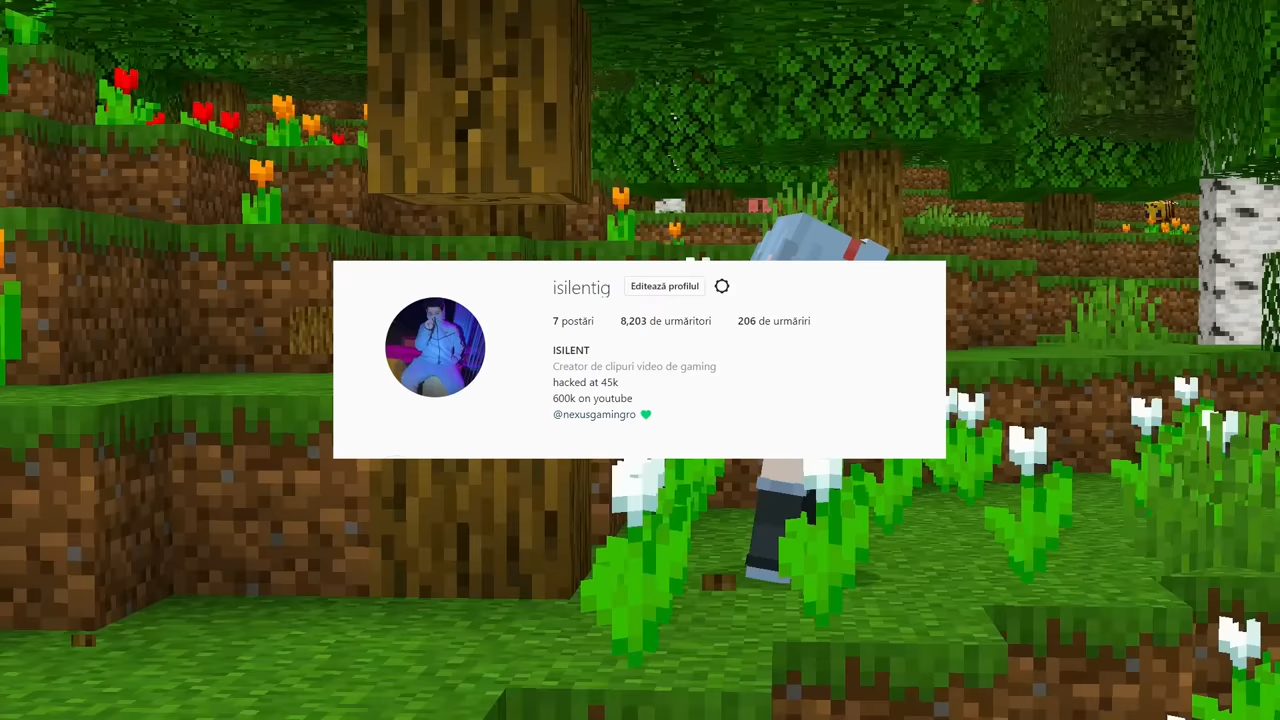 isilentig Editează profilul
7 postări 8,203 de urmăritori 206 de urmăriri
ISILENT
Creator de clipuri video de gaming
hacked at 45k
600k on youtube
@nexusgamingro 💚